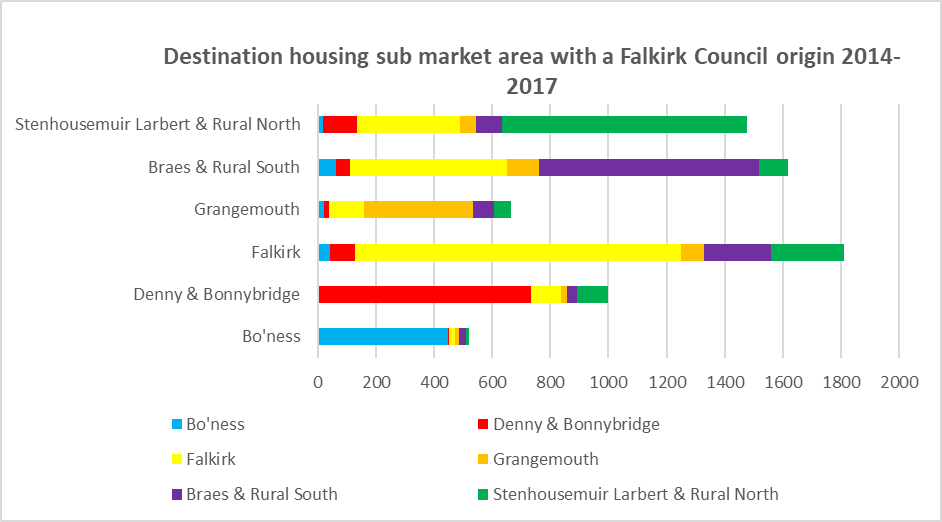 Destination housing sub market area with a Falkirk Council origin 2014-
2017
Stenhousemuir Larbert & Rural North
Braes & Rural South
Grangemouth
Falkirk
Denny & Bonnybridge
Bo'ness
0 200 400 600 800 1000 1200 1400 1600 1800 2000
Bo'ness Denny & Bonnybridge
Falkirk Grangemouth
Braes & Rural South Stenhousemuir Larbert & Rural North